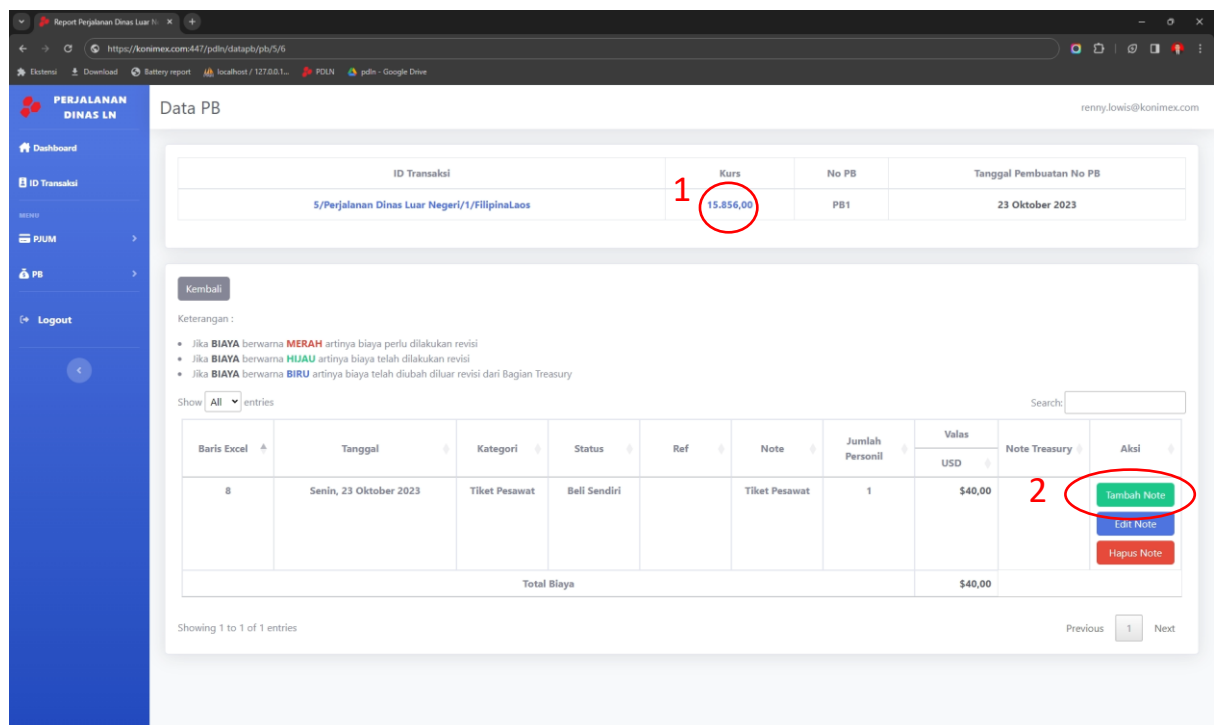 Report Perjalanan Dinas Luar N
https://konimex.com:447/pdln/datapb/pb/5/6
Ekstensi Download Battery report localhost / 127.0.0.1... PDLN pdln - Google Drive
PERJALANAN
DINAS LN
Data PB
renny.lowis@konimex.com
Dashboard
ID Transaksi
MENU
PJUM
PB
Logout
ID Transaksi Kurs No PB Tanggal Pembuatan No PB
1
5/Perjalanan Dinas Luar Negeri/1/FilipinaLaos 15.856,00 PB1 23 Oktober 2023
Kembali
Keterangan :
Jika BIAYA berwarna MERAH artinya biaya perlu dilakukan revisi
Jika BIAYA berwarna HIJAU artinya biaya telah dilakukan revisi
Jika BIAYA berwarna BIRU artinya biaya telah diubah diluar revisi dari Bagian Treasury
Show All entries Search:
Baris Excel Tanggal Kategori Status Ref Note Jumlah Personil Valas USD Note Treasury Aksi
8 Senin, 23 Oktober 2023 Tiket Pesawat Beli Sendiri Tiket Pesawat 1 $40,00 2 Tambah Note
Edit Note
Hapus Note
Total Biaya $40,00
Showing 1 to 1 of 1 entries Previous 1 Next